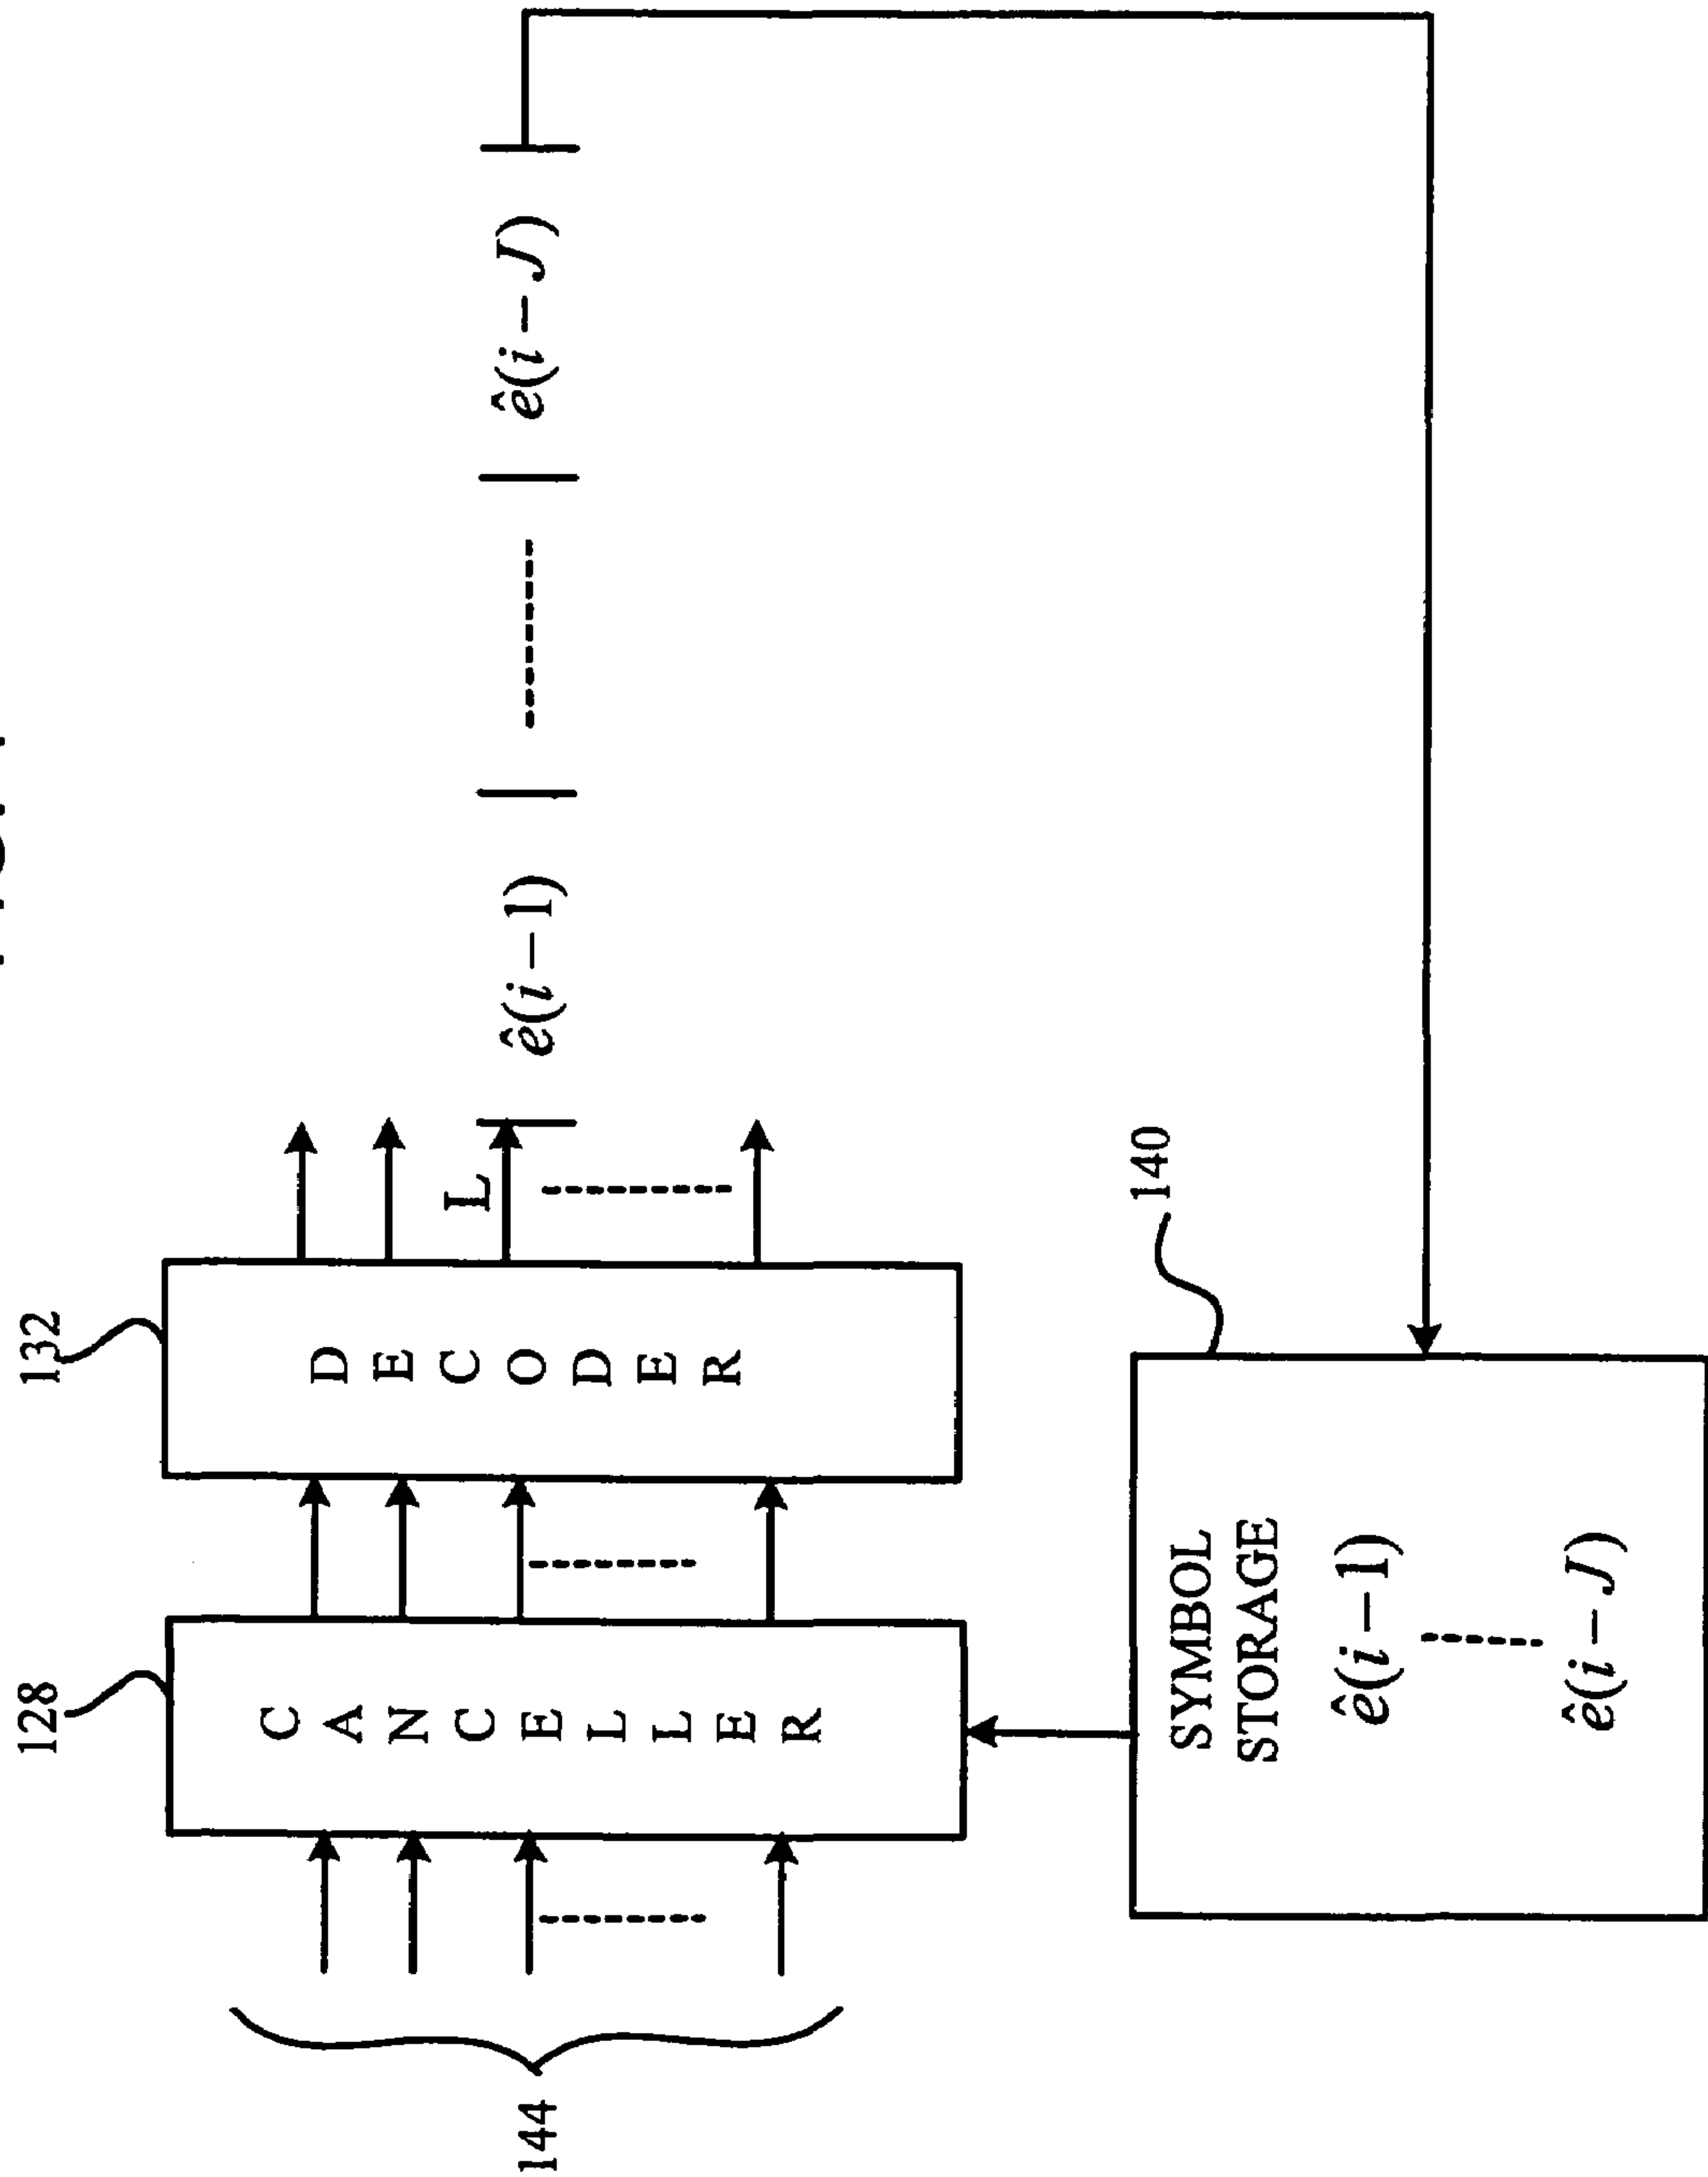 128
132
144
CANCELLER
DECODER
L
ê(i – 1)
ê(i – J)
140
SYMBOL
STORAGE
ê(i – 1)
ê(i – J)